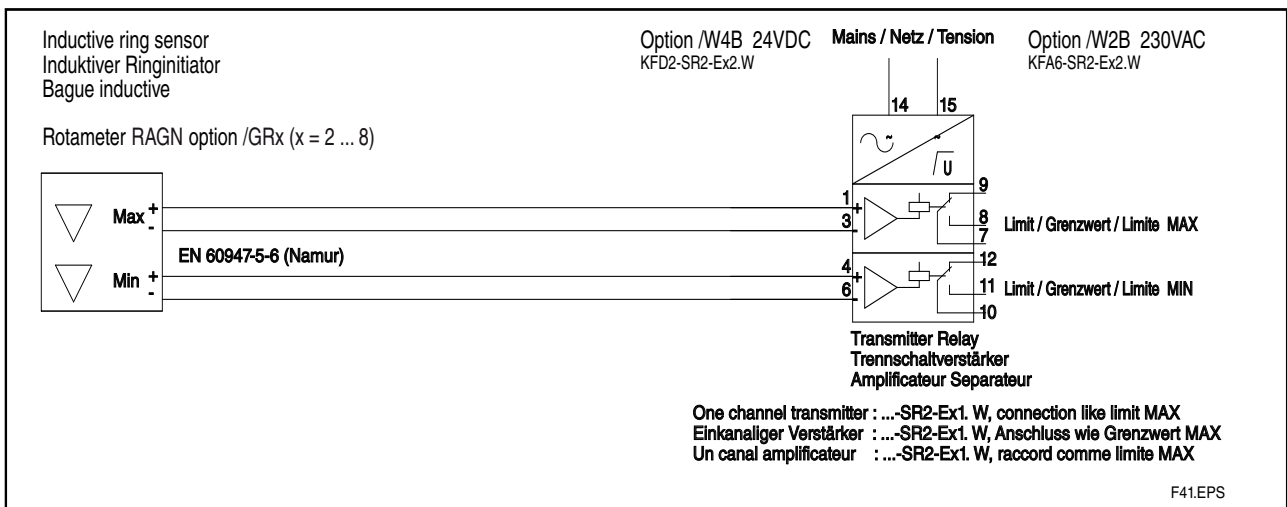 Inductive ring sensor
Induktiver Ringinitiator
Bague inductive
Rotameter RAGN option /GRx (x = 2 ... 8)
Option /W4B 24VDC
KFD2-SR2-Ex2.W
Mains / Netz / Tension
Option /W2B 230VAC
KFA6-SR2-Ex2.W
14 15
~
~
U
Max + -
Min + -
EN 60947-5-6 (Namur)
1 +
3 -
9
8
7
Limit / Grenzwert / Limite MAX
4 +
6 -
12
11
10
Limit / Grenzwert / Limite MIN
Transmitter Relay
Trennschaltverstärker
Amplificateur Separateur
One channel transmitter : ...-SR2-Ex1. W, connection like limit MAX
Einkanaliger Verstärker : ...-SR2-Ex1. W, Anschluss wie Grenzwert MAX
Un canal amplificateur : ...-SR2-Ex1. W, raccord comme limite MAX
F41.EPS